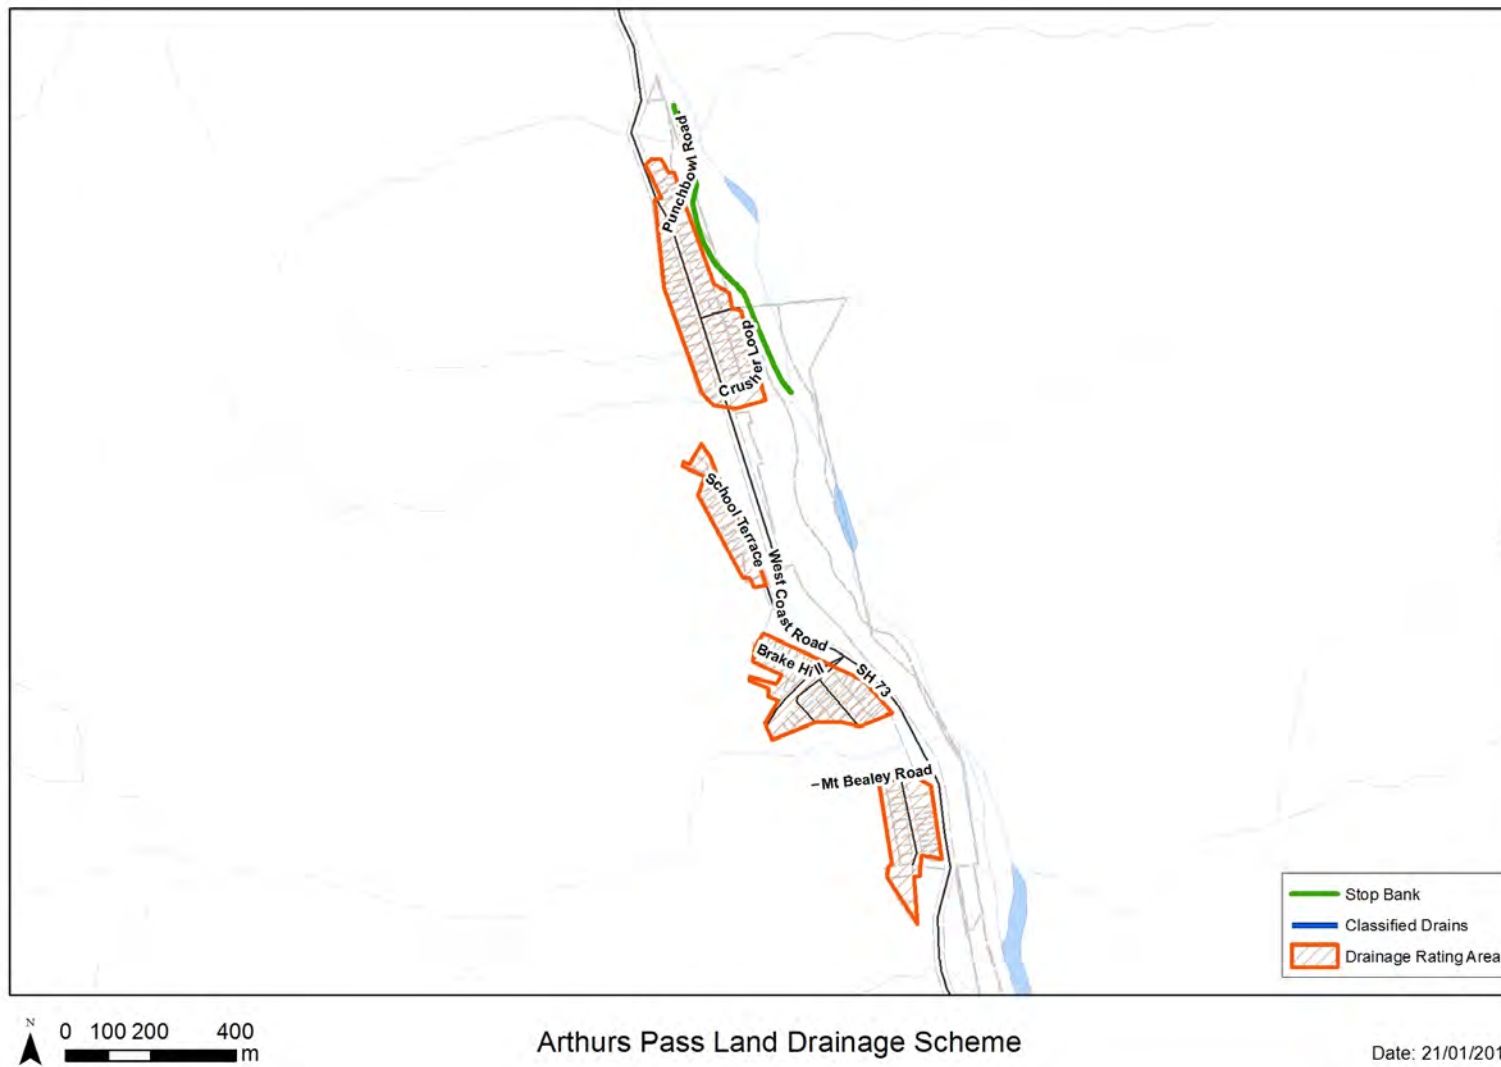 Punchbowl Road
Crusher Loop
School Terrace
West Coast Road
SH 73
Brake Hill
Mt Bealey Road
Stop Bank
Classified Drains
Drainage Rating Area
N
0 100 200 400
m
Arthurs Pass Land Drainage Scheme
Date: 21/01/201